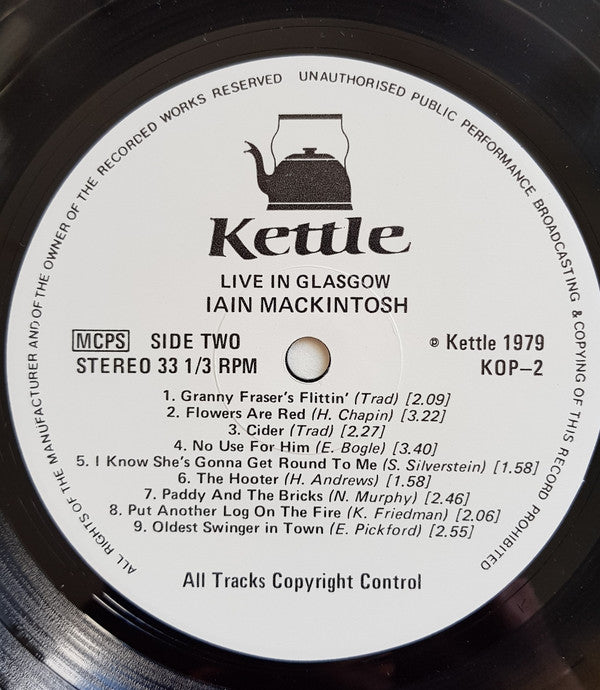 ALL RIGHTS OF THE MANUFACTURER AND OF THE OWNER OF THE RECORDED WORKS RESERVED UNAUTHORISED PUBLIC PERFORMANCE BROADCASTING & COPYING OF THIS RECORD PROHIBITED
Kettle
LIVE IN GLASGOW
IAIN MACKINTOSH
MCPS SIDE TWO
STEREO 33 1/3 RPM
℗ Kettle 1979
KOP–2
1. Granny Fraser's Flittin' (Trad) [2.09]
2. Flowers Are Red (H. Chapin) [3.22]
3. Cider (Trad) [2.27]
4. No Use For Him (E. Bogle) [3.40]
5. I Know She's Gonna Get Round To Me (S. Silverstein) [1.58]
6. The Hooter (H. Andrews) [1.58]
7. Paddy And The Bricks (N. Murphy) [2.46]
8. Put Another Log On The Fire (K. Friedman) [2.06]
9. Oldest Swinger in Town (E. Pickford) [2.55]
All Tracks Copyright Control